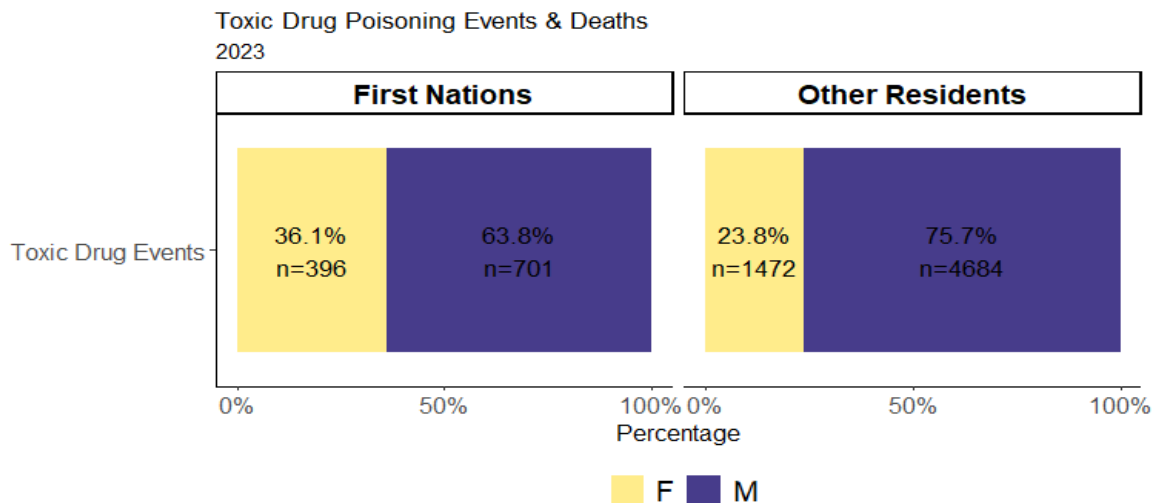 Toxic Drug Poisoning Events & Deaths
2023
First Nations
Other Residents
Toxic Drug Events
36.1%
n=396
63.8%
n=701
23.8%
n=1472
75.7%
n=4684
0%
50%
100%
0%
50%
100%
Percentage
F
M